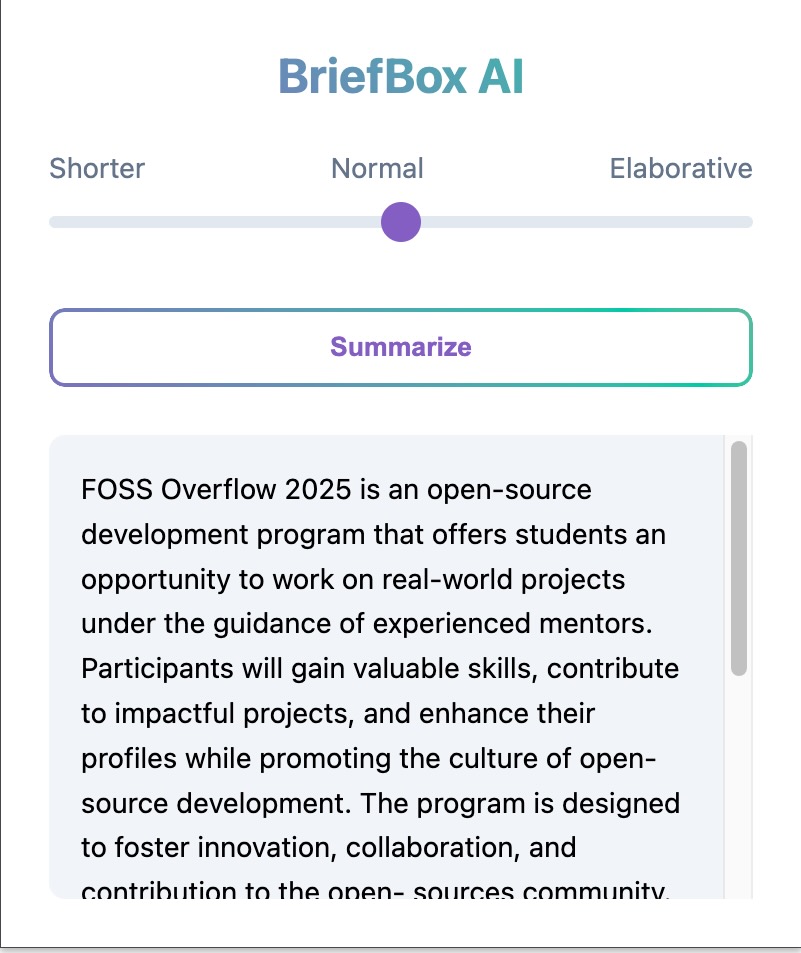 BriefBox AI
Shorter Normal Elaborative
Summarize
FOSS Overflow 2025 is an open-source
development program that offers students an
opportunity to work on real-world projects
under the guidance of experienced mentors.
Participants will gain valuable skills, contribute
to impactful projects, and enhance their
profiles while promoting the culture of open-
source development. The program is designed
to foster innovation, collaboration, and
contribution to the open- sources community.